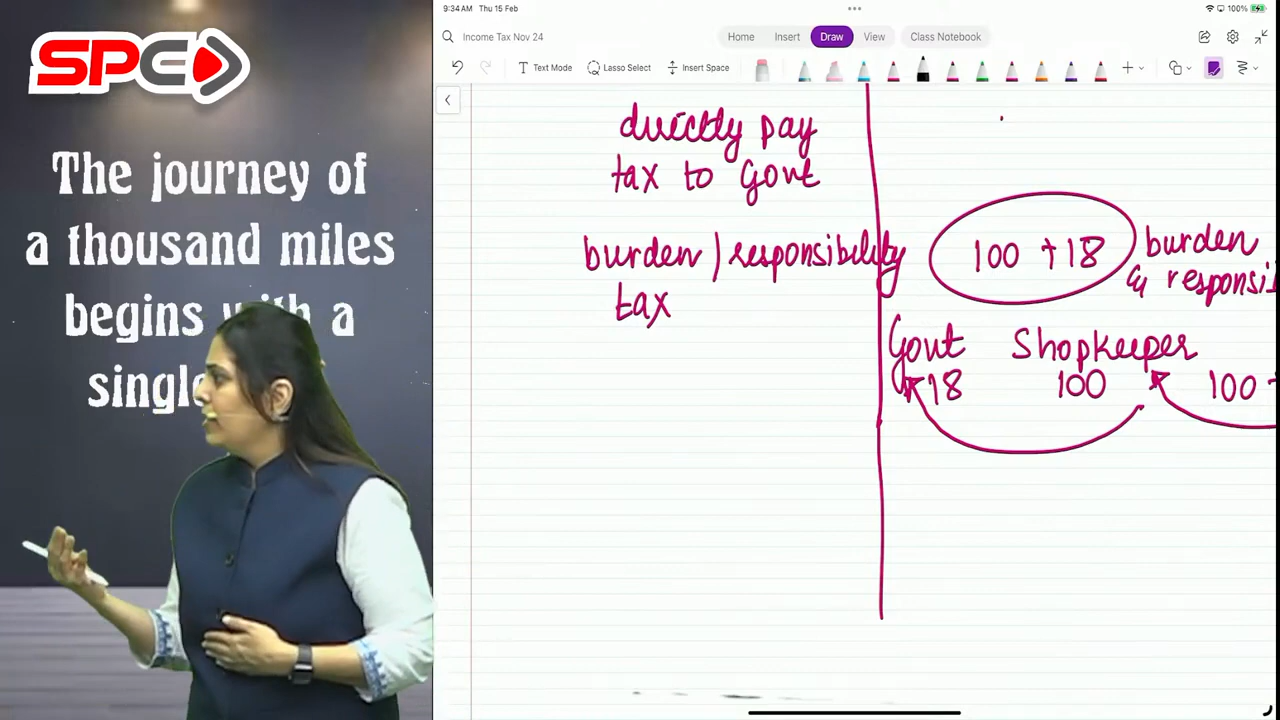 9:34 AM Thu 15 Feb
100%
SPC
The journey of
a thousand miles
begins with a
singl
Income Tax Nov 24
Home Insert Draw View Class Notebook
Text Mode Lasso Select Insert Space
directly pay
tax to Govt
burden / responsibility
tax
100 + 18
burden
& responsi
Govt Shopkeeper
18 100 100 +